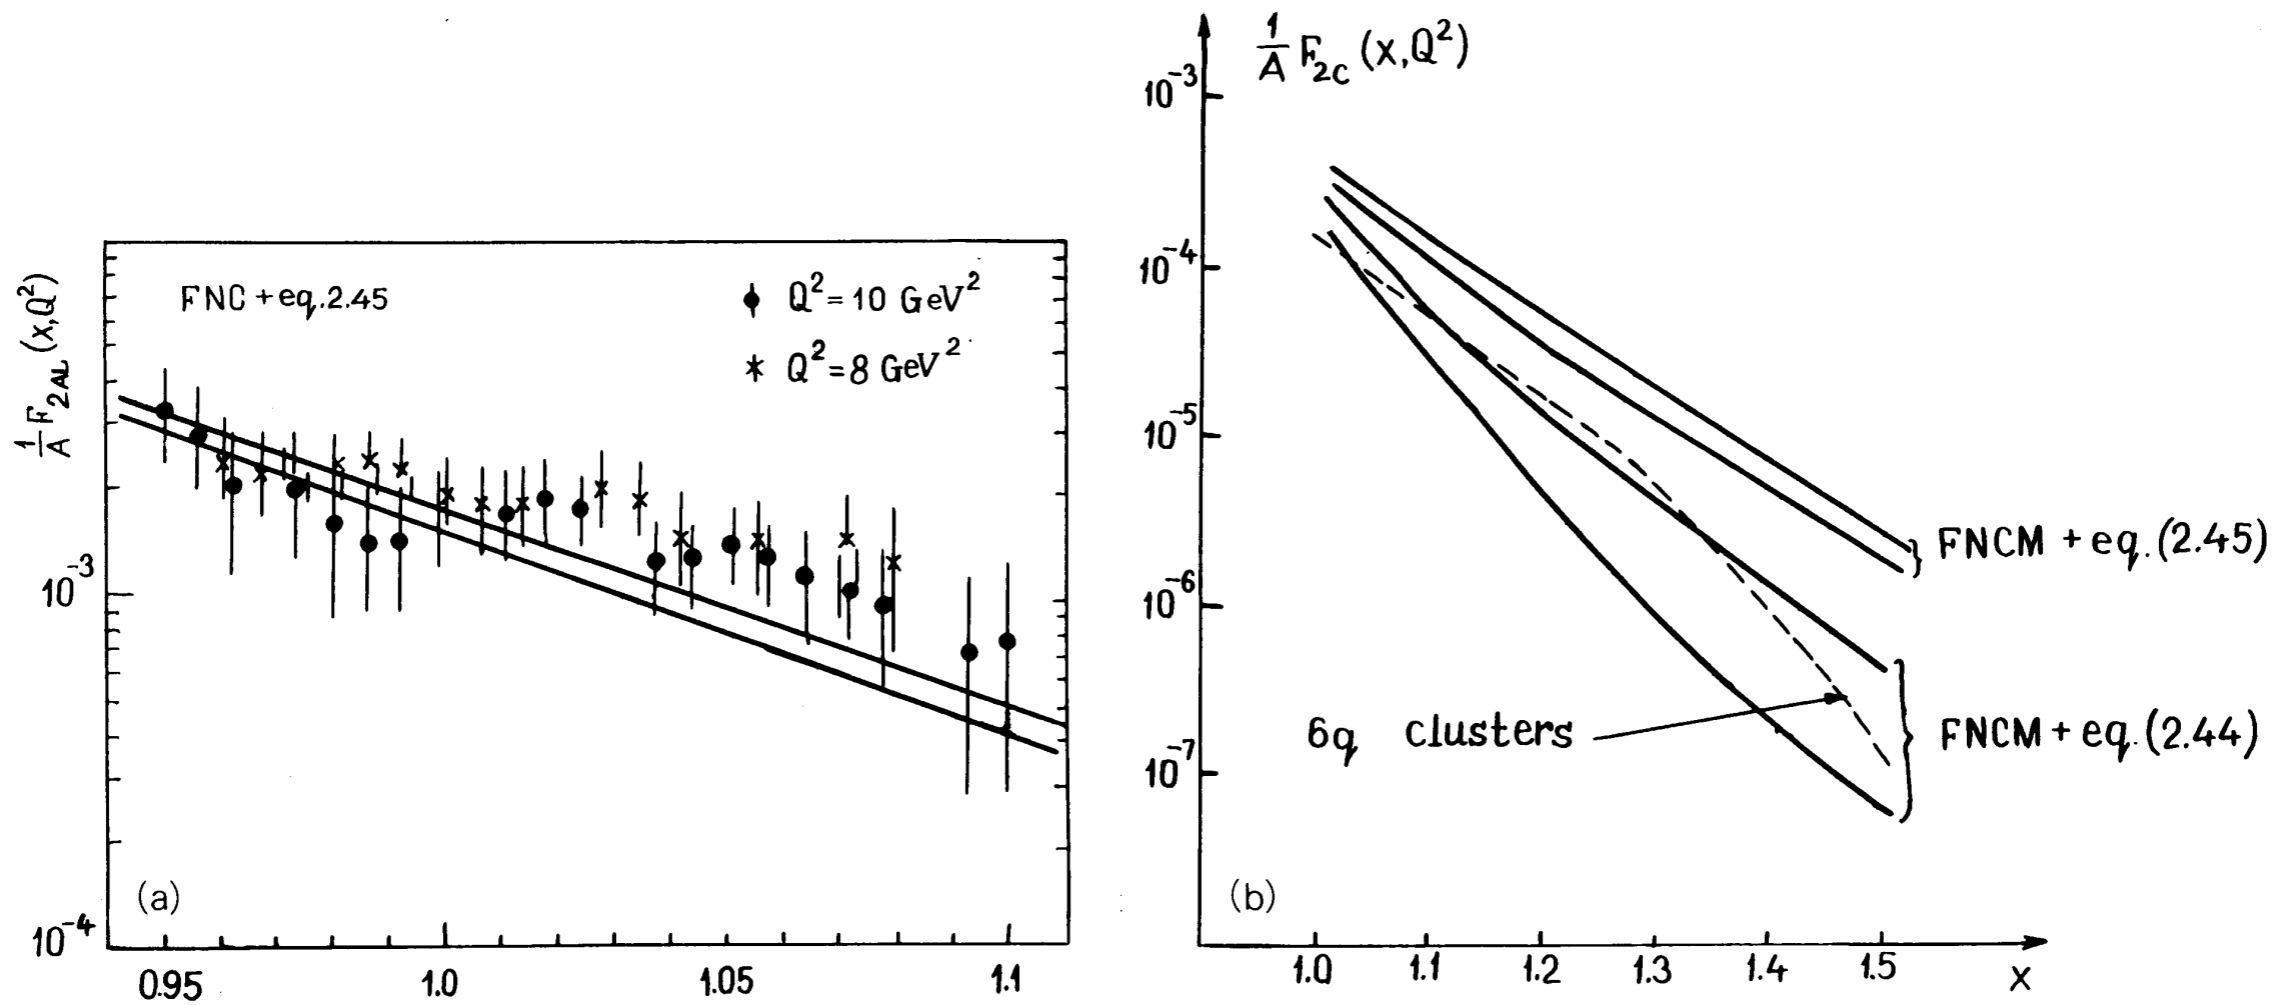 FNC + eq.2.45
Q² = 10 GeV²
Q² = 8 GeV²
1/A F₂AL (x,Q²)
10⁻³
10⁻⁴
(a)
0.95 1.0 1.05 1.1
1/A F₂C (x,Q²)
10⁻³
10⁻⁴
10⁻⁵
10⁻⁶
10⁻⁷
FNCM + eq.(2.45)
6q clusters
FNCM + eq.(2.44)
(b)
1.0 1.1 1.2 1.3 1.4 1.5 x